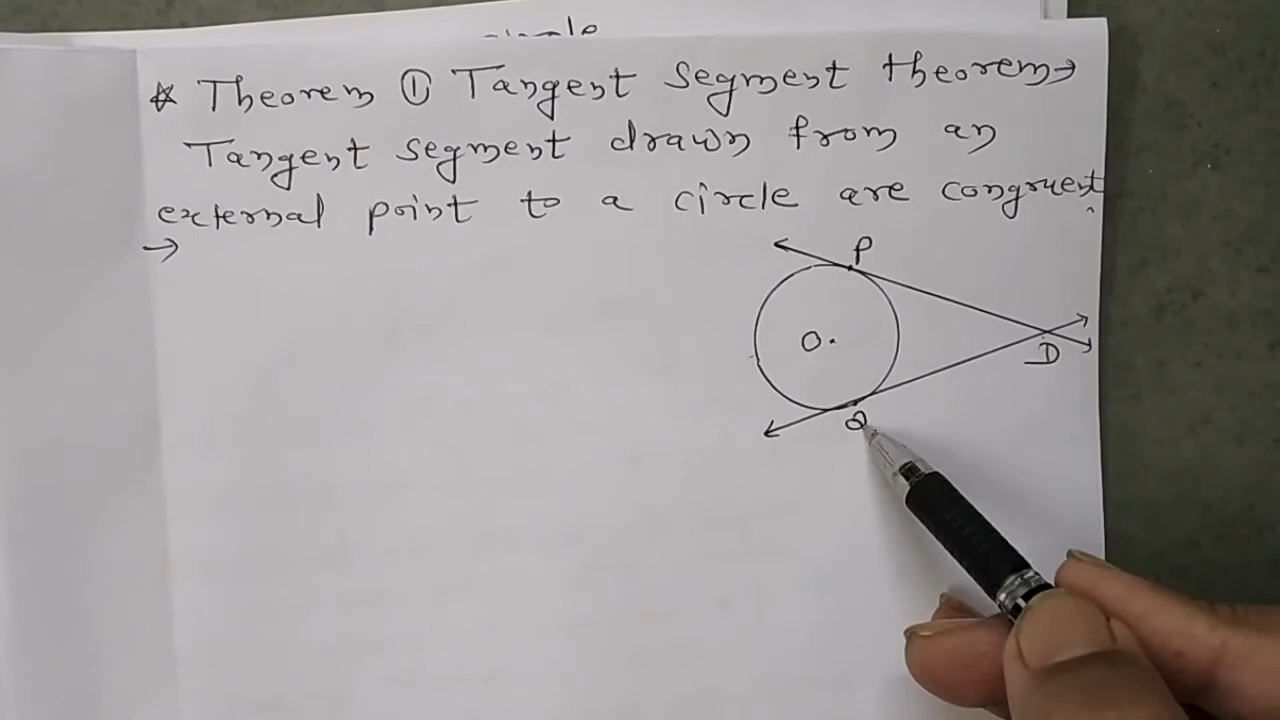 * Theorem ① Tangent segment theorem→
Tangent segment drawn from an
external point to a circle are congruent.
→
P
O.
D
Q